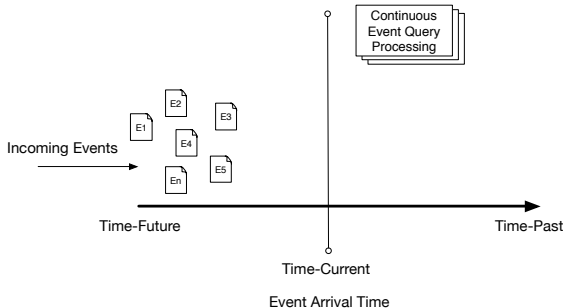 Continuous
Event Query
Processing
E2
E3
E1
E4
Incoming Events
E5
En
Time-Future
Time-Past
Time-Current
Event Arrival Time